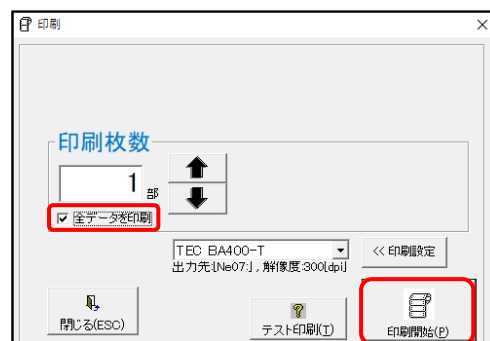 印刷
印刷枚数
1 部
全データを印刷
TEC BA400-T
<< 印刷設定
出力先:[Ne07:] , 解像度:300[dpi]
閉じる(ESC)
テスト印刷(T)
印刷開始(P)